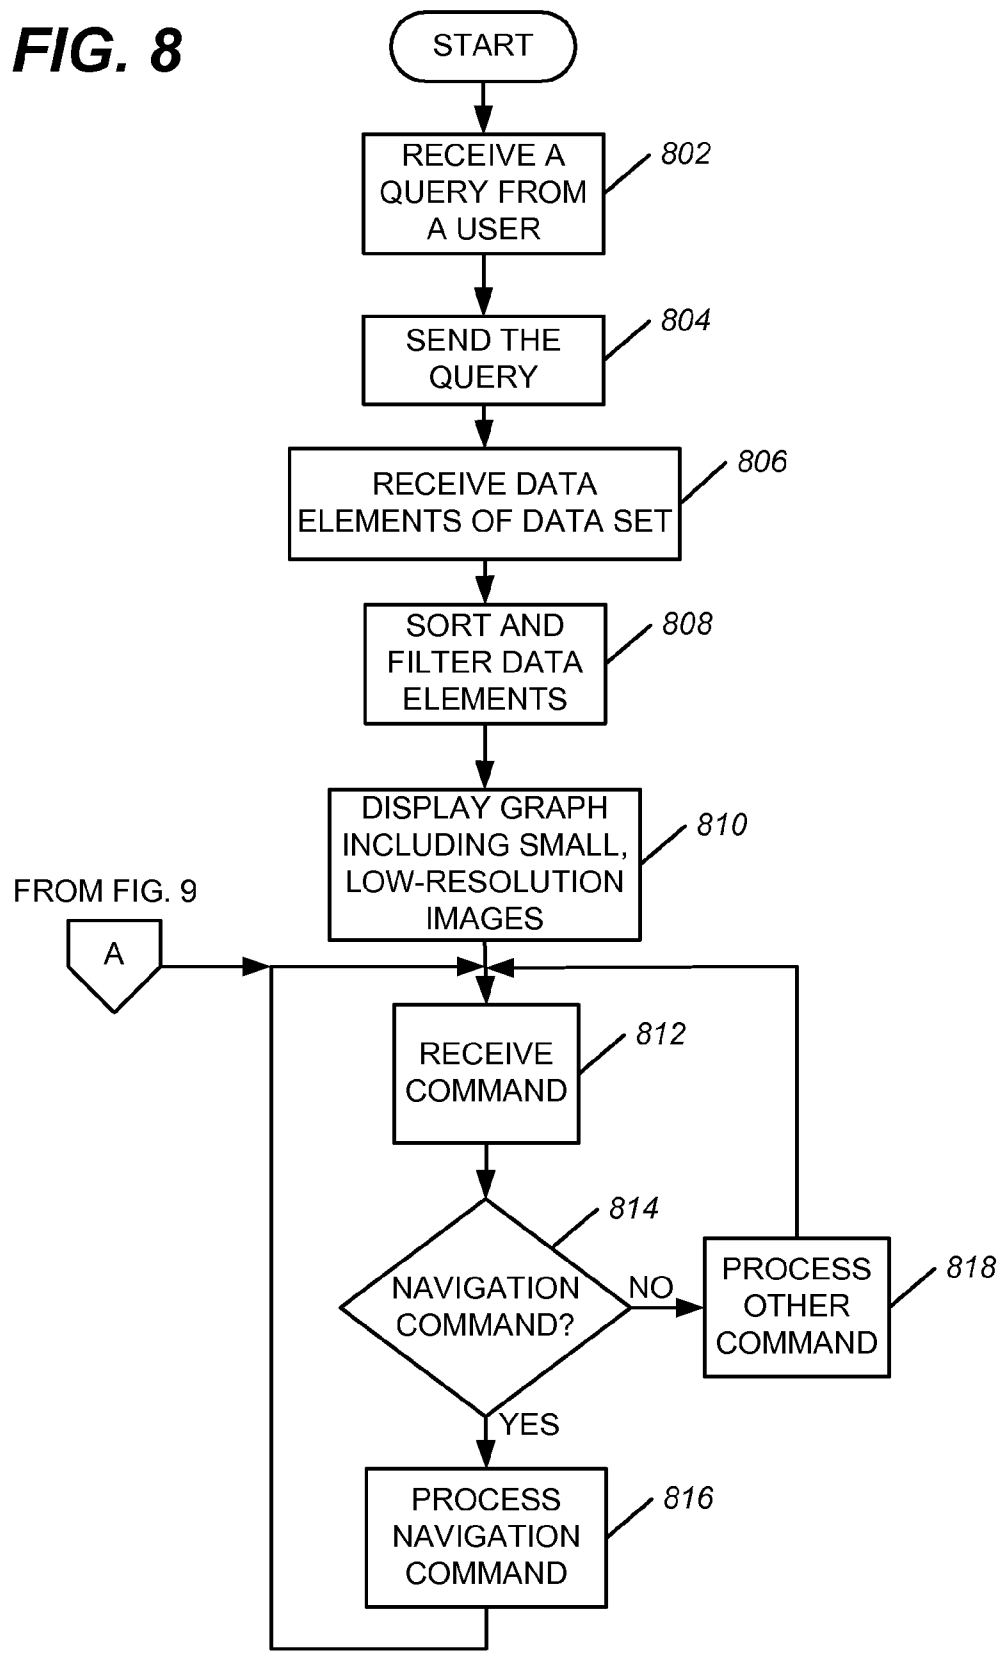 FIG. 8
START
RECEIVE A
QUERY FROM
A USER
802
SEND THE
QUERY
804
RECEIVE DATA
ELEMENTS OF DATA SET
806
SORT AND
FILTER DATA
ELEMENTS
808
DISPLAY GRAPH
INCLUDING SMALL,
LOW-RESOLUTION
IMAGES
810
FROM FIG. 9
A
RECEIVE
COMMAND
812
NAVIGATION
COMMAND?
814
NO
PROCESS
OTHER
COMMAND
818
YES
PROCESS
NAVIGATION
COMMAND
816